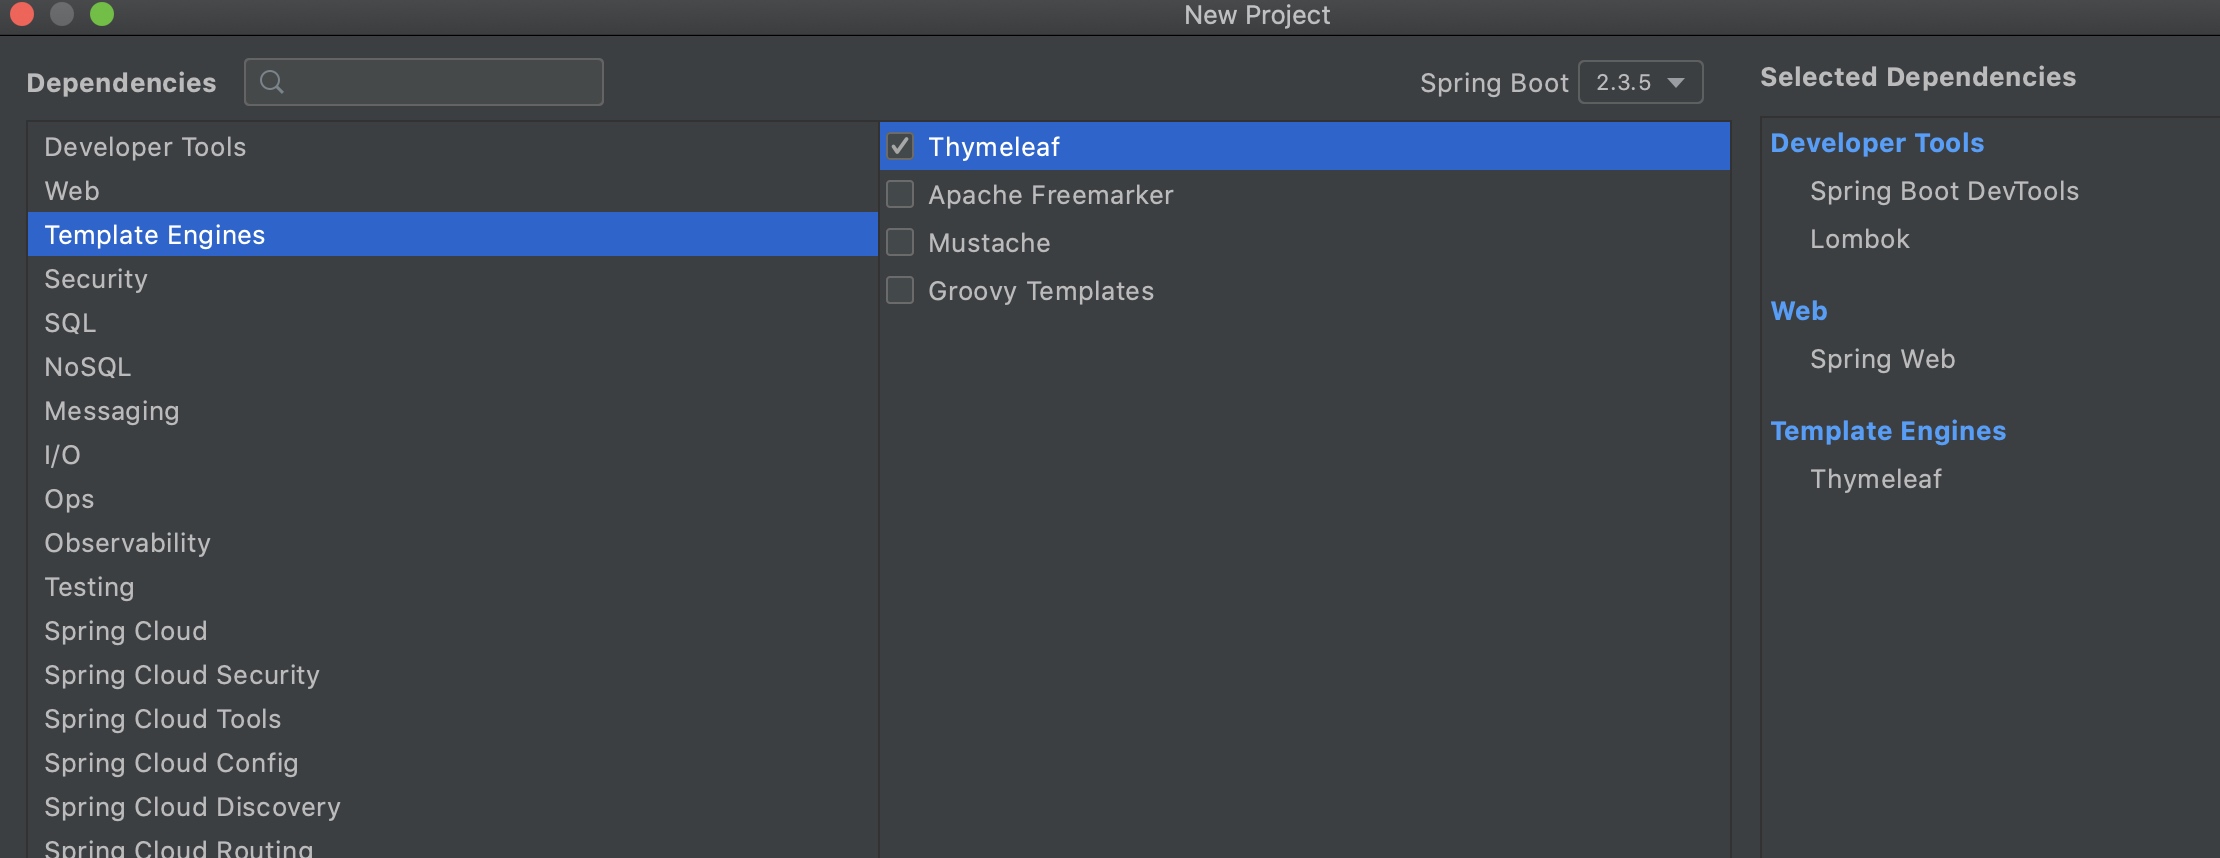 New Project
Dependencies
Spring Boot 2.3.5
Selected Dependencies
Developer Tools
Web
Template Engines
Security
SQL
NoSQL
Messaging
I/O
Ops
Observability
Testing
Spring Cloud
Spring Cloud Security
Spring Cloud Tools
Spring Cloud Config
Spring Cloud Discovery
Spring Cloud Routing
Thymeleaf
Apache Freemarker
Mustache
Groovy Templates
Developer Tools
Spring Boot DevTools
Lombok
Web
Spring Web
Template Engines
Thymeleaf